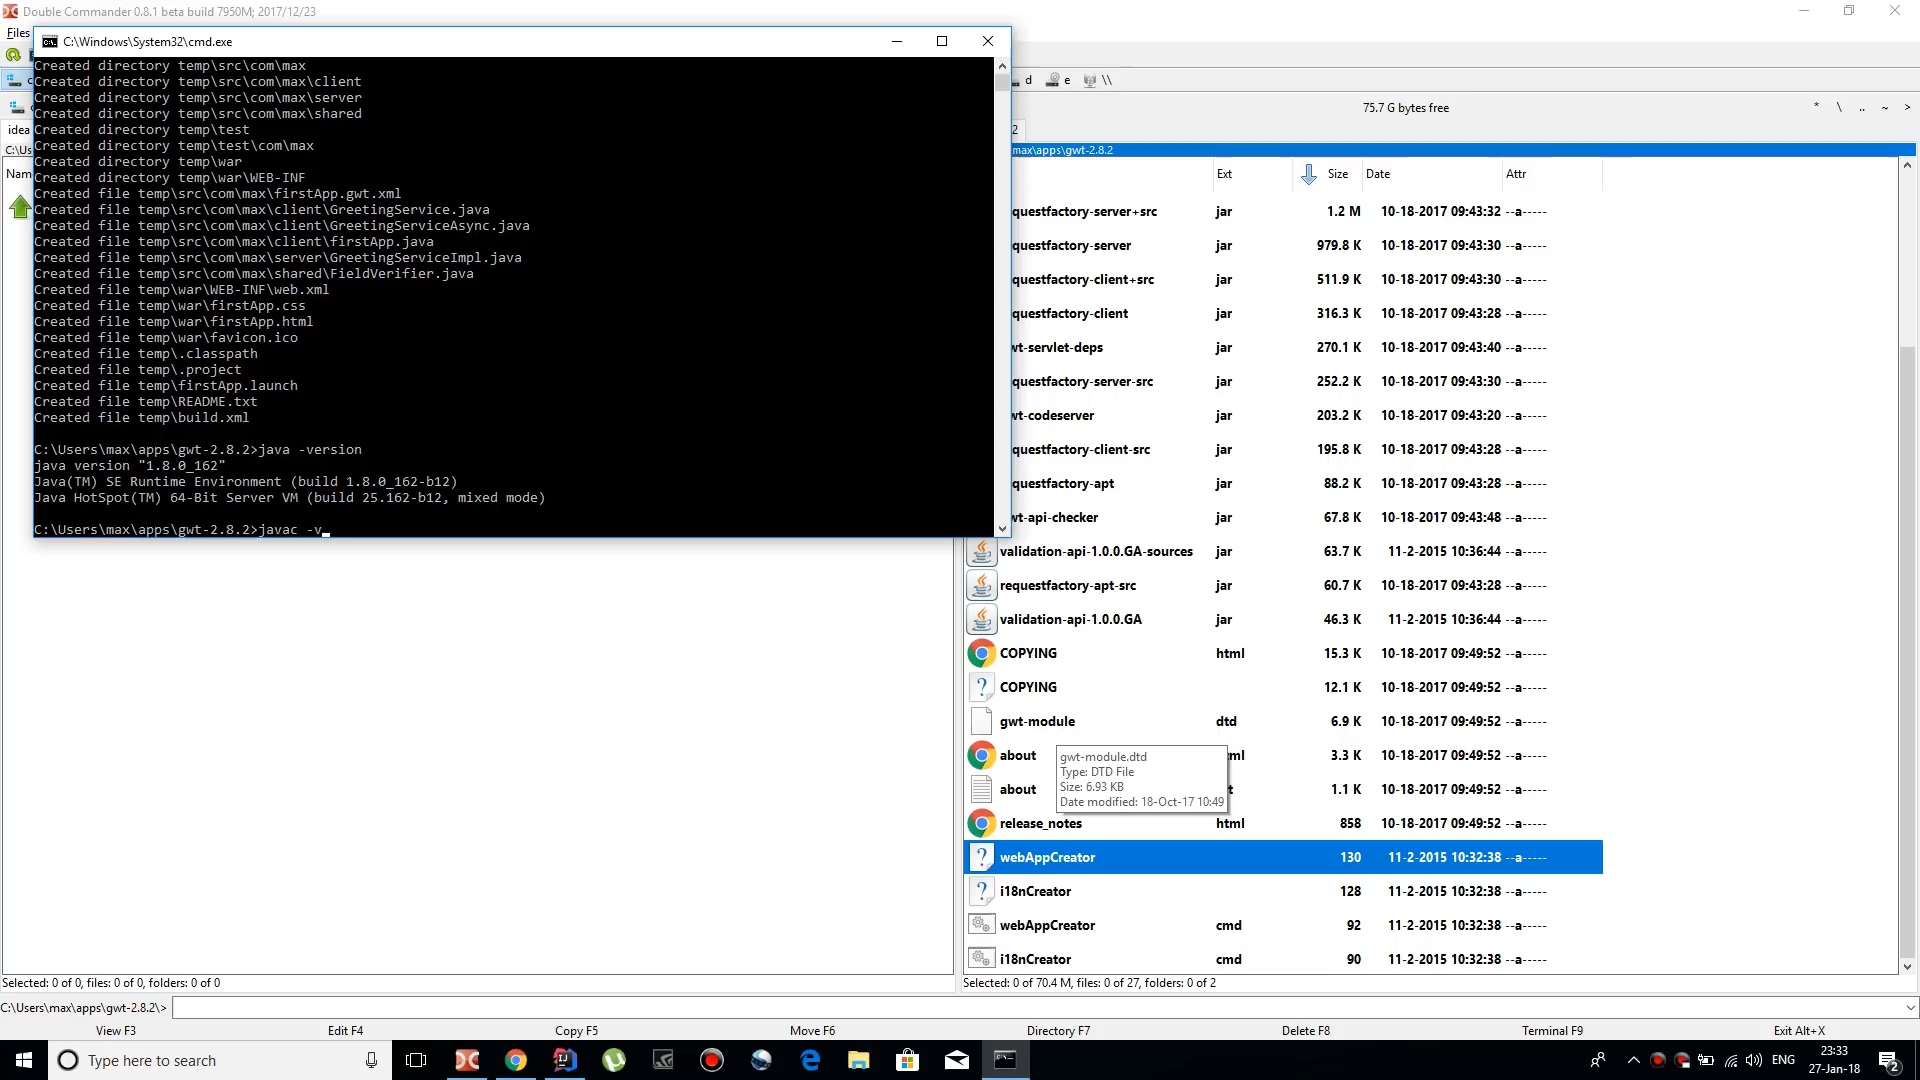 Double Commander 0.8.1 beta build 7950M; 2017/12/23
Files
C:\Windows\System32\cmd.exe
Created directory temp\src\com\max
Created directory temp\src\com\max\client
Created directory temp\src\com\max\server
Created directory temp\src\com\max\shared
Created directory temp\test
Created directory temp\test\com\max
Created directory temp\war
Created directory temp\war\WEB-INF
Created file temp\src\com\max\firstApp.gwt.xml
Created file temp\src\com\max\client\GreetingService.java
Created file temp\src\com\max\client\GreetingServiceAsync.java
Created file temp\src\com\max\client\firstApp.java
Created file temp\src\com\max\server\GreetingServiceImpl.java
Created file temp\src\com\max\shared\FieldVerifier.java
Created file temp\war\WEB-INF\web.xml
Created file temp\war\firstApp.css
Created file temp\war\firstApp.html
Created file temp\war\favicon.ico
Created file temp\.classpath
Created file temp\.project
Created file temp\firstApp.launch
Created file temp\README.txt
Created file temp\build.xml
C:\Users\max\apps\gwt-2.8.2>java -version
java version "1.8.0_162"
Java(TM) SE Runtime Environment (build 1.8.0_162-b12)
Java HotSpot(TM) 64-Bit Server VM (build 25.162-b12, mixed mode)
C:\Users\max\apps\gwt-2.8.2>javac -v
idea
C:\Us
Nam
d e \\
75.7 G bytes free * \ .. ~ >
2
max\apps\gwt-2.8.2
Ext Size Date Attr
questfactory-server+src jar 1.2 M 10-18-2017 09:43:32 --a-----
questfactory-server jar 979.8 K 10-18-2017 09:43:30 --a-----
questfactory-client+src jar 511.9 K 10-18-2017 09:43:30 --a-----
questfactory-client jar 316.3 K 10-18-2017 09:43:28 --a-----
wt-servlet-deps jar 270.1 K 10-18-2017 09:43:40 --a-----
questfactory-server-src jar 252.2 K 10-18-2017 09:43:30 --a-----
wt-codeserver jar 203.2 K 10-18-2017 09:43:20 --a-----
questfactory-client-src jar 195.8 K 10-18-2017 09:43:28 --a-----
questfactory-apt jar 88.2 K 10-18-2017 09:43:28 --a-----
wt-api-checker jar 67.8 K 10-18-2017 09:43:48 --a-----
validation-api-1.0.0.GA-sources jar 63.7 K 11-2-2015 10:36:44 --a-----
requestfactory-apt-src jar 60.7 K 10-18-2017 09:43:28 --a-----
validation-api-1.0.0.GA jar 46.3 K 11-2-2015 10:36:44 --a-----
COPYING html 15.3 K 10-18-2017 09:49:52 --a-----
COPYING 12.1 K 10-18-2017 09:49:52 --a-----
gwt-module dtd 6.9 K 10-18-2017 09:49:52 --a-----
about ml 3.3 K 10-18-2017 09:49:52 --a-----
about t 1.1 K 10-18-2017 09:49:52 --a-----
gwt-module.dtd
Type: DTD File
Size: 6.93 KB
Date modified: 18-Oct-17 10:49
release_notes html 858 10-18-2017 09:49:52 --a-----
webAppCreator 130 11-2-2015 10:32:38 --a-----
i18nCreator 128 11-2-2015 10:32:38 --a-----
webAppCreator cmd 92 11-2-2015 10:32:38 --a-----
i18nCreator cmd 90 11-2-2015 10:32:38 --a-----
Selected: 0 of 0, files: 0 of 0, folders: 0 of 0
Selected: 0 of 70.4 M, files: 0 of 27, folders: 0 of 2
C:\Users\max\apps\gwt-2.8.2\>
View F3 Edit F4 Copy F5 Move F6 Directory F7 Delete F8 Terminal F9 Exit Alt+X
Type here to search
ENG
23:33
27-Jan-18
2